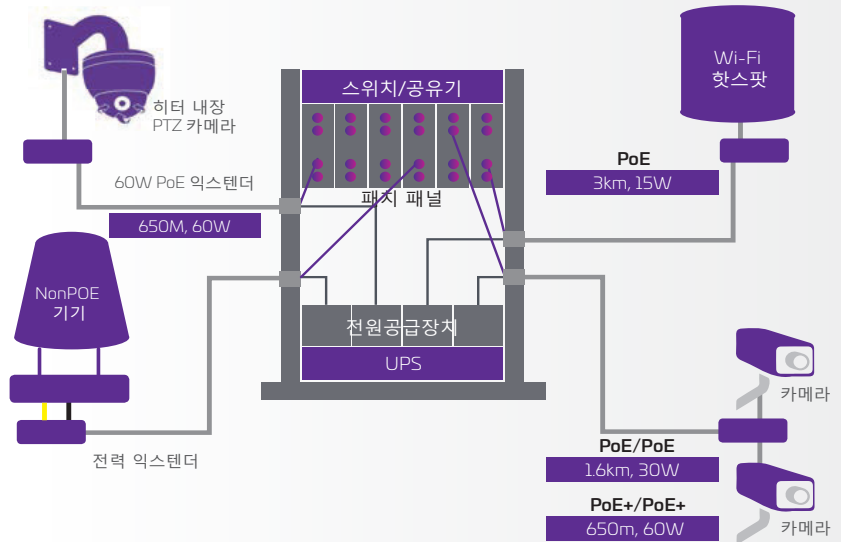 히터 내장
PTZ 카메라
60W PoE 익스텐더
650M, 60W
NonPOE
기기
전력 익스텐더
스위치/공유기
패치 패널
전원공급장치
UPS
Wi-Fi
핫스팟
PoE
3km, 15W
카메라
PoE/PoE
1.6km, 30W
PoE+/PoE+
650m, 60W
카메라